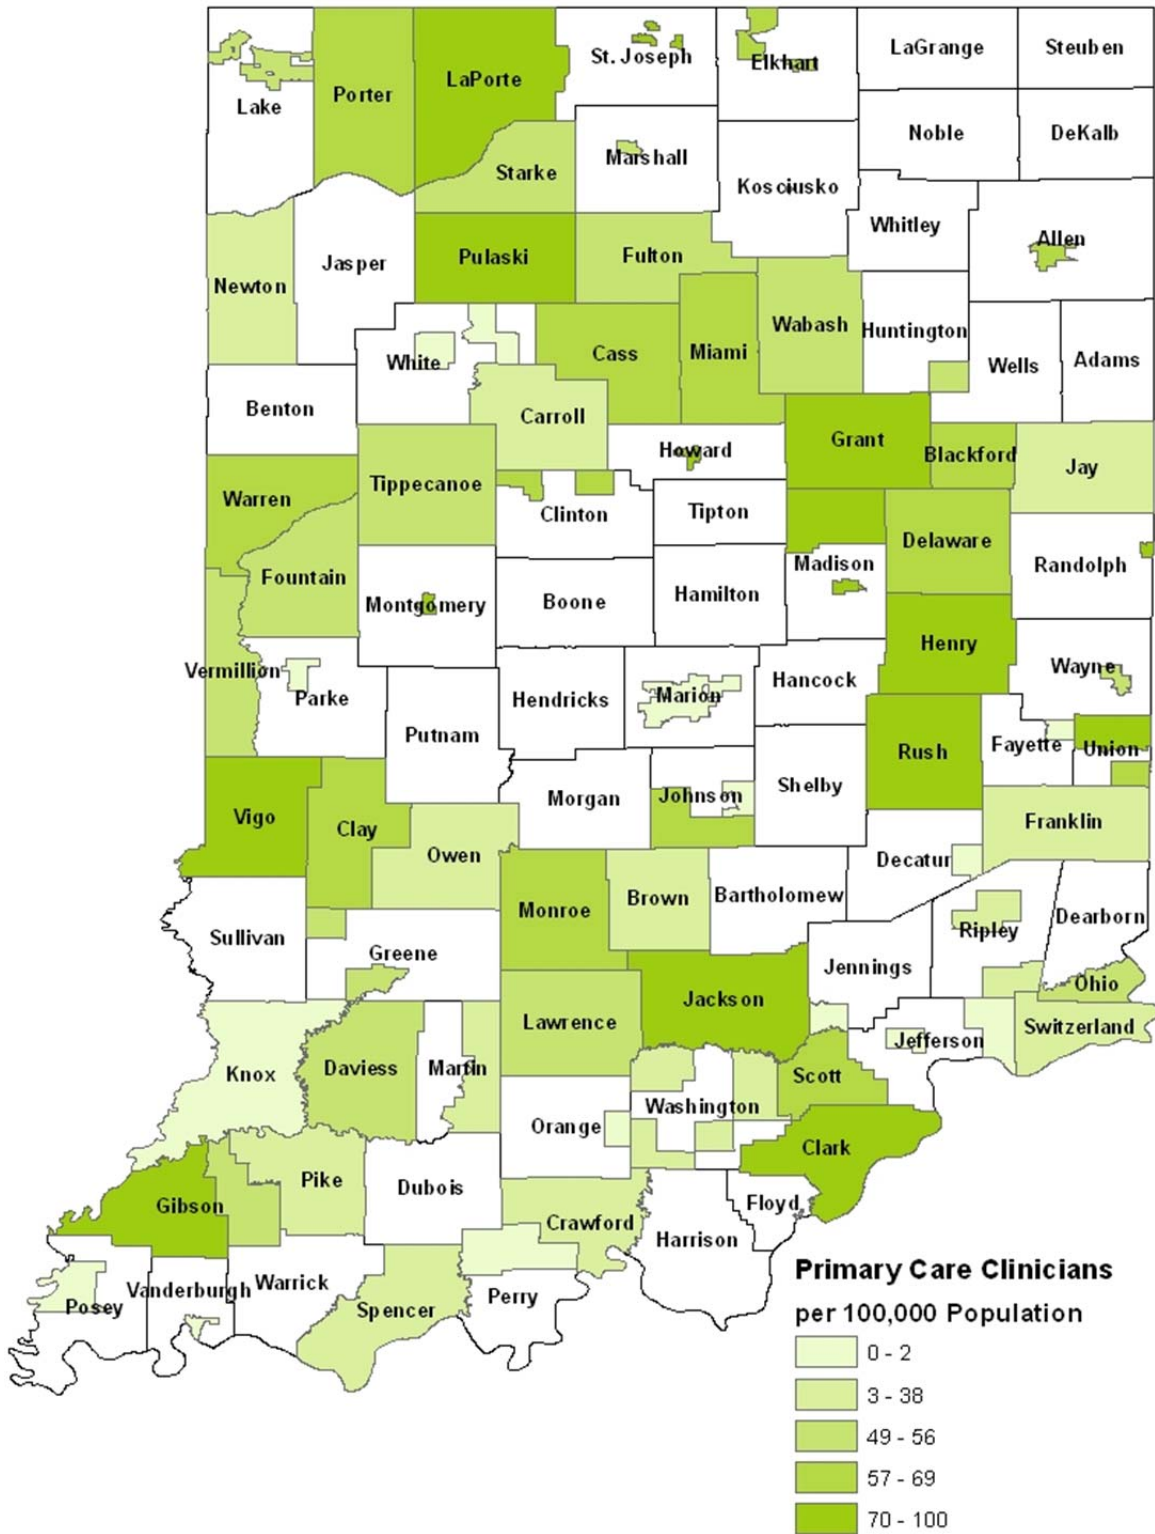 LaGrange
Steuben
St. Joseph
Elkhart
LaPorte
Porter
Lake
Noble
DeKalb
Marshall
Starke
Kosciusko
Whitley
Allen
Pulaski
Fulton
Jasper
Newton
Wabash
Huntington
Cass
Miami
White
Wells
Adams
Benton
Carroll
Grant
Howard
Blackford
Jay
Tippecanoe
Warren
Clinton
Tipton
Delaware
Madison
Randolph
Fountain
Montgomery
Boone
Hamilton
Henry
Vermillion
Parke
Hendricks
Marion
Hancock
Wayne
Putnam
Rush
Fayette
Union
Morgan
Johnson
Shelby
Vigo
Clay
Owen
Franklin
Decatur
Monroe
Brown
Bartholomew
Dearborn
Ripley
Sullivan
Greene
Jennings
Ohio
Jackson
Lawrence
Switzerland
Jefferson
Knox
Daviess
Martin
Scott
Washington
Orange
Clark
Pike
Dubois
Gibson
Floyd
Crawford
Harrison
Vanderburgh
Warrick
Posey
Spencer
Perry
Primary Care Clinicians
per 100,000 Population
0 - 2
3 - 38
49 - 56
57 - 69
70 - 100